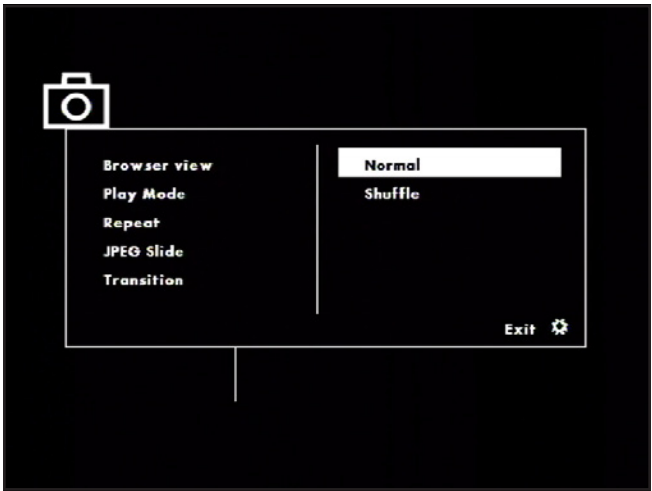 Browser view
Play Mode
Repeat
JPEG Slide
Transition
Normal
Shuffle
Exit